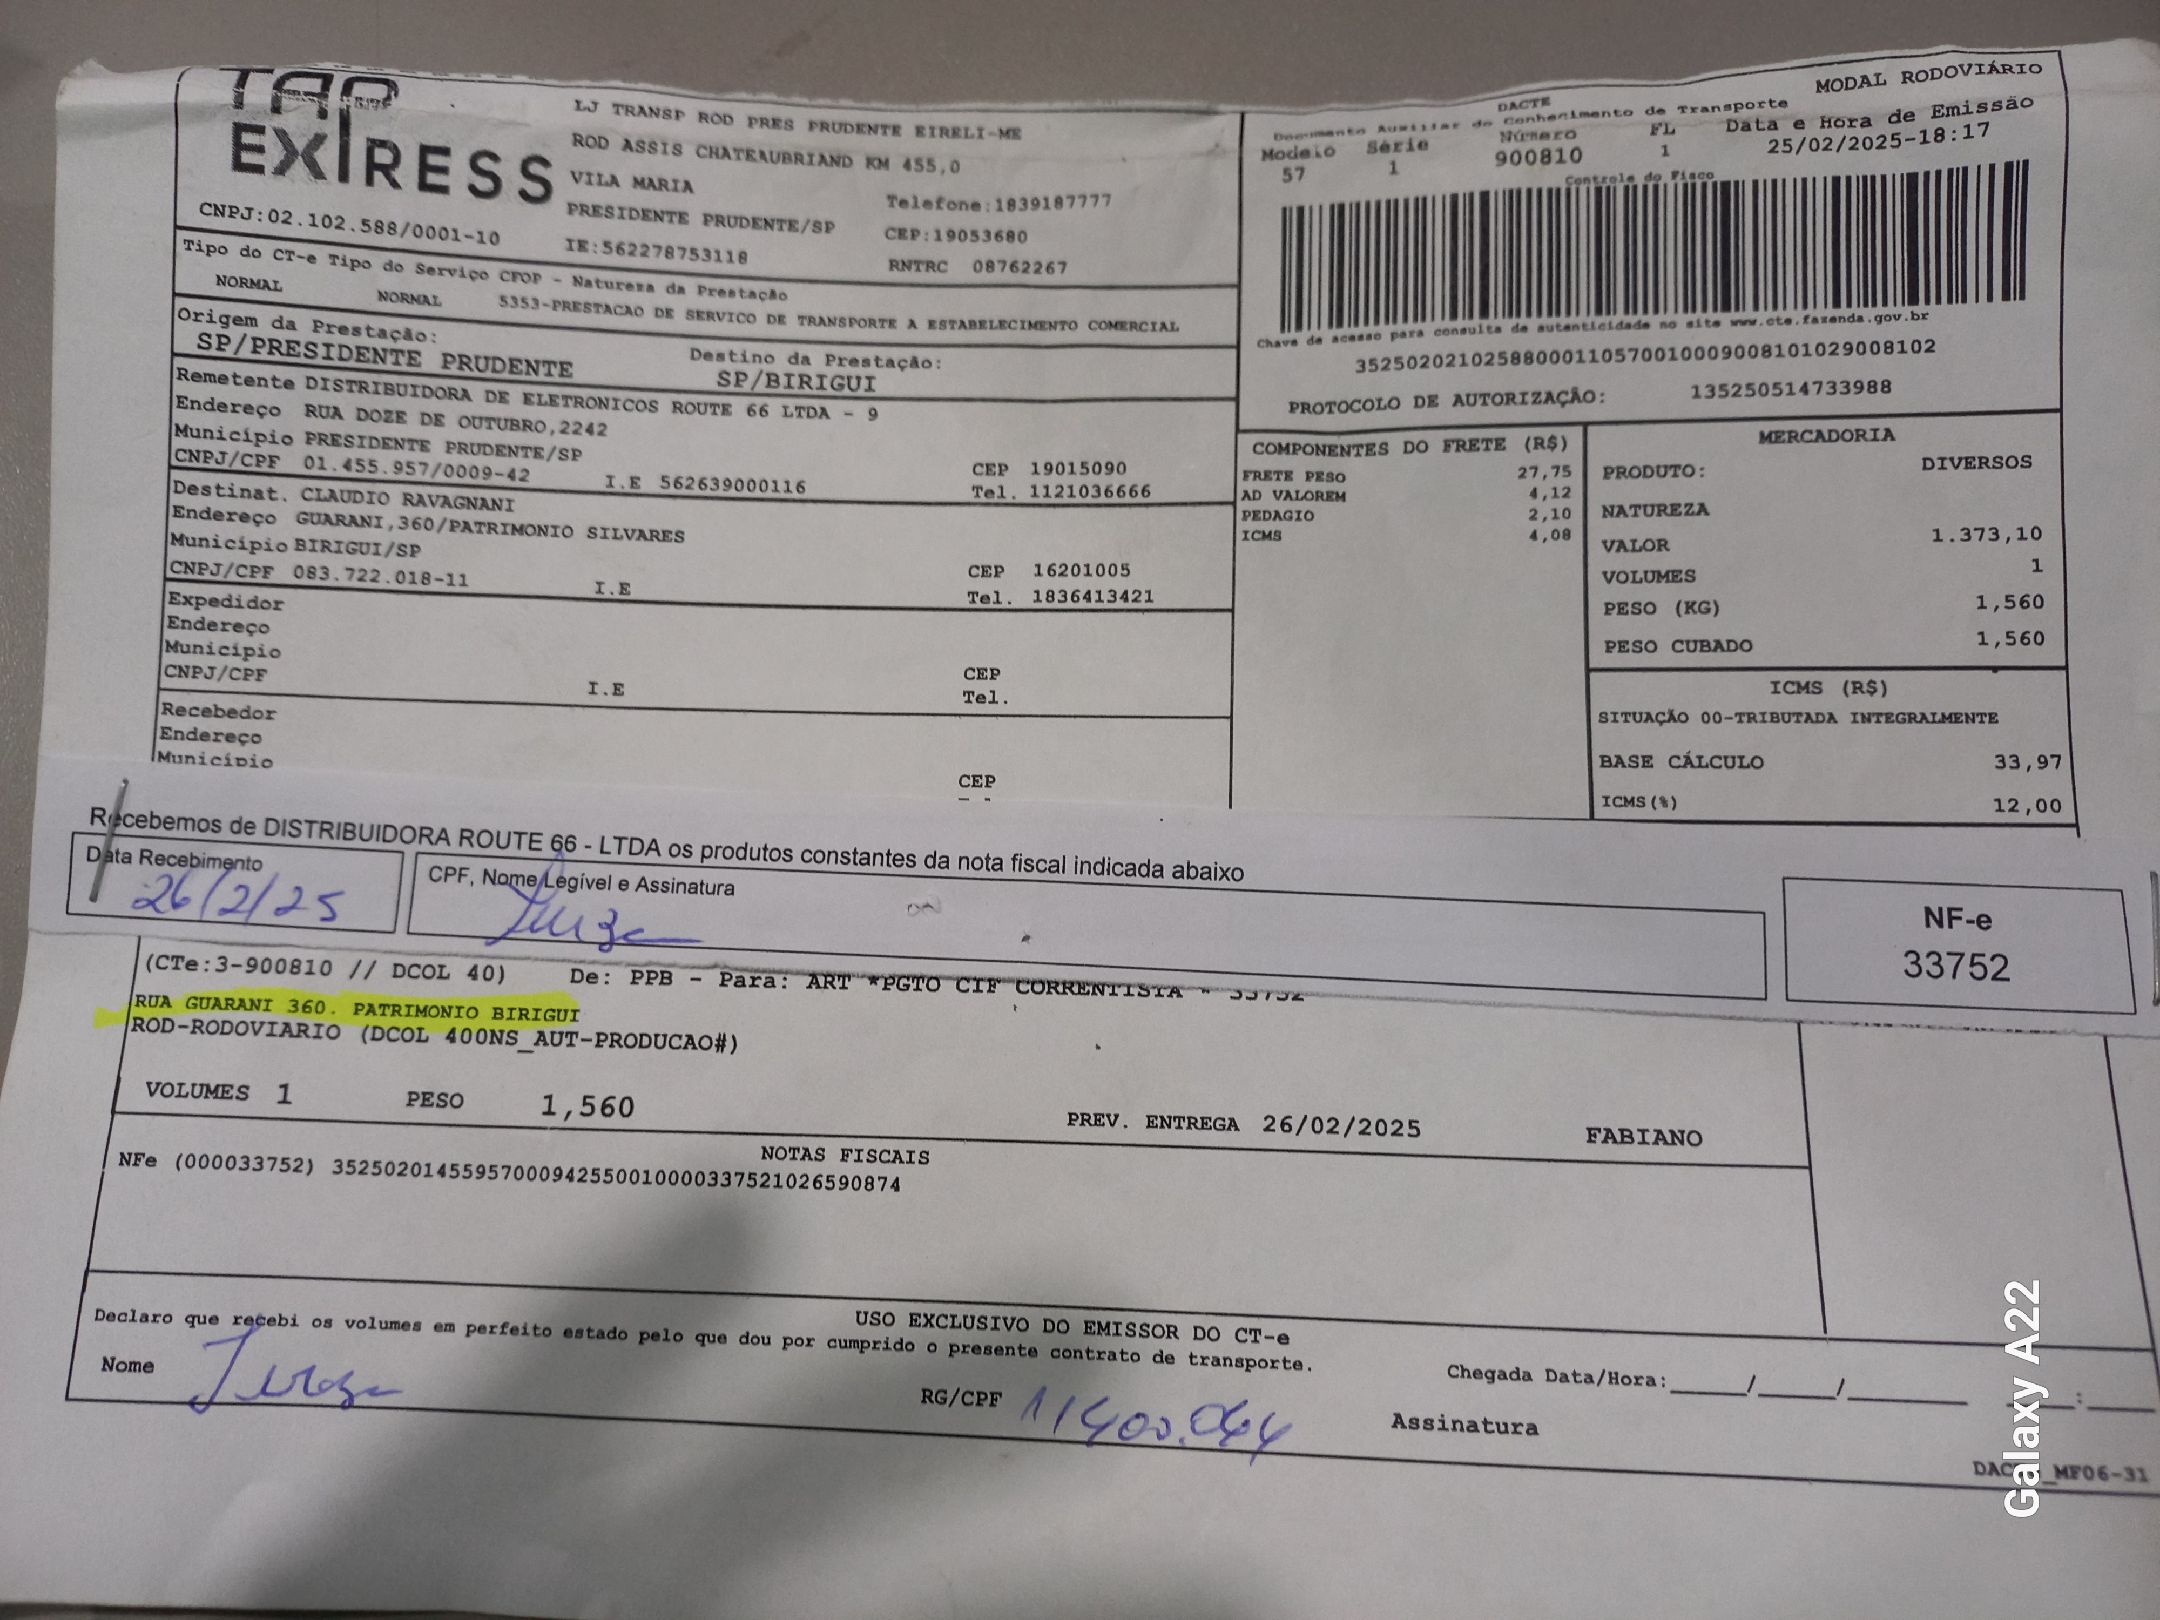 TAP
EXPRESS
CNPJ:02.102.588/0001-10
LJ TRANSP ROD PRES PRUDENTE EIRELI-ME
ROD ASSIS CHATEAUBRIAND KM 455,0
VILA MARIA
PRESIDENTE PRUDENTE/SP
IE:562278753118
Telefone:1839187777
CEP:19053680
RNTRC 08762267
MODAL RODOVIÁRIO
DACTE
Documento Auxiliar do Conhecimento de Transporte
Modelo Série Número FL Data e Hora de Emissão
57 1 900810 1 25/02/2025-18:17
Controle do Fisco
Chave de acesso para consulta de autenticidade no site www.cte.fazenda.gov.br
35250202102588000110570010009008101029008102
PROTOCOLO DE AUTORIZAÇÃO: 135250514733988
Tipo do CT-e Tipo do Serviço CFOP - Natureza da Prestação
NORMAL NORMAL 5353-PRESTACAO DE SERVICO DE TRANSPORTE A ESTABELECIMENTO COMERCIAL
Origem da Prestação: Destino da Prestação:
SP/PRESIDENTE PRUDENTE SP/BIRIGUI
Remetente DISTRIBUIDORA DE ELETRONICOS ROUTE 66 LTDA - 9
Endereço RUA DOZE DE OUTUBRO,2242
Município PRESIDENTE PRUDENTE/SP CEP 19015090
CNPJ/CPF 01.455.957/0009-42 I.E 562639000116 Tel. 1121036666
Destinat. CLAUDIO RAVAGNANI
Endereço GUARANI,360/PATRIMONIO SILVARES
Município BIRIGUI/SP CEP 16201005
CNPJ/CPF 083.722.018-11 I.E Tel. 1836413421
Expedidor
Endereço
Município CEP
CNPJ/CPF I.E Tel.
Recebedor
Endereço
Município CEP
COMPONENTES DO FRETE (R$)
FRETE PESO 27,75
AD VALOREM 4,12
PEDAGIO 2,10
ICMS 4,08
MERCADORIA
PRODUTO: DIVERSOS
NATUREZA
VALOR 1.373,10
VOLUMES 1
PESO (KG) 1,560
PESO CUBADO 1,560
ICMS (R$)
SITUAÇÃO 00-TRIBUTADA INTEGRALMENTE
BASE CÁLCULO 33,97
ICMS(%) 12,00
Recebemos de DISTRIBUIDORA ROUTE 66 - LTDA os produtos constantes da nota fiscal indicada abaixo
Data Recebimento
26/2/25
CPF, Nome Legível e Assinatura
NF-e
33752
(CTe:3-900810 // DCOL 40) De: PPB - Para: ART *PGTO CIF CORRENTISTA - 33752
RUA GUARANI 360. PATRIMONIO BIRIGUI
ROD-RODOVIARIO (DCOL 400NS_AUT-PRODUCAO#)
VOLUMES 1 PESO 1,560 PREV. ENTREGA 26/02/2025 FABIANO
NOTAS FISCAIS
NFe (000033752) 35250201455957000942550010000337521026590874
USO EXCLUSIVO DO EMISSOR DO CT-e
Declaro que recebi os volumes em perfeito estado pelo que dou por cumprido o presente contrato de transporte.
Nome RG/CPF 11400.044 Chegada Data/Hora:_____/_____/________ ____:____
Assinatura
MF06-31
Galaxy A22